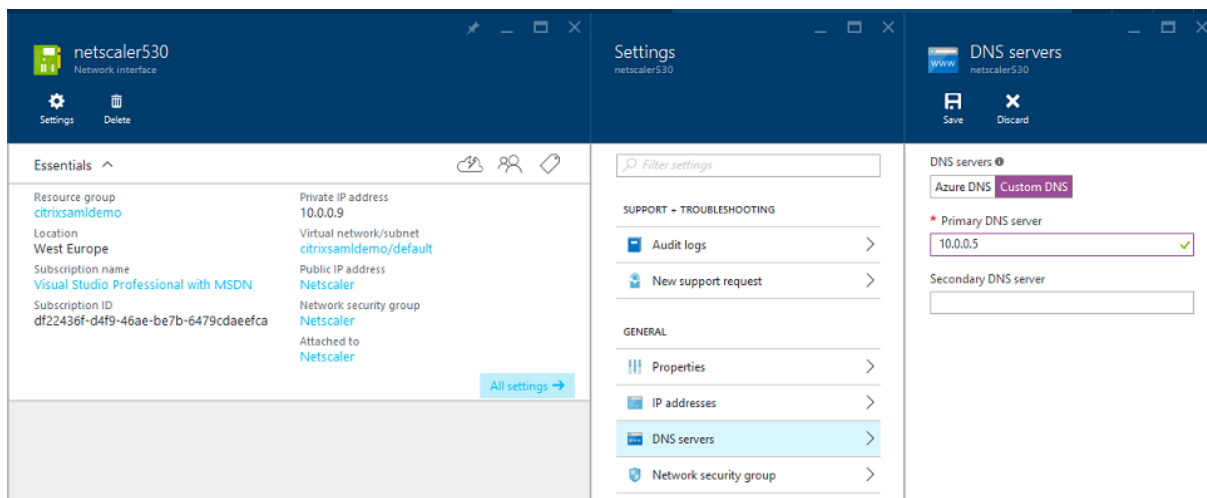 netscaler530
Network interface
Settings
Delete
Essentials
Resource group
citrixsamldemo
Location
West Europe
Subscription name
Visual Studio Professional with MSDN
Subscription ID
df22436f-d4f9-46ae-be7b-6479cdaeefca
Private IP address
10.0.0.9
Virtual network/subnet
citrixsamldemo/default
Public IP address
Netscaler
Network security group
Netscaler
Attached to
Netscaler
All settings →
Settings
netscaler530
Filter settings
SUPPORT + TROUBLESHOOTING
Audit logs
New support request
GENERAL
Properties
IP addresses
DNS servers
Network security group
www
DNS servers
netscaler530
Save
Discard
DNS servers
Azure DNS Custom DNS
* Primary DNS server
10.0.0.5
Secondary DNS server